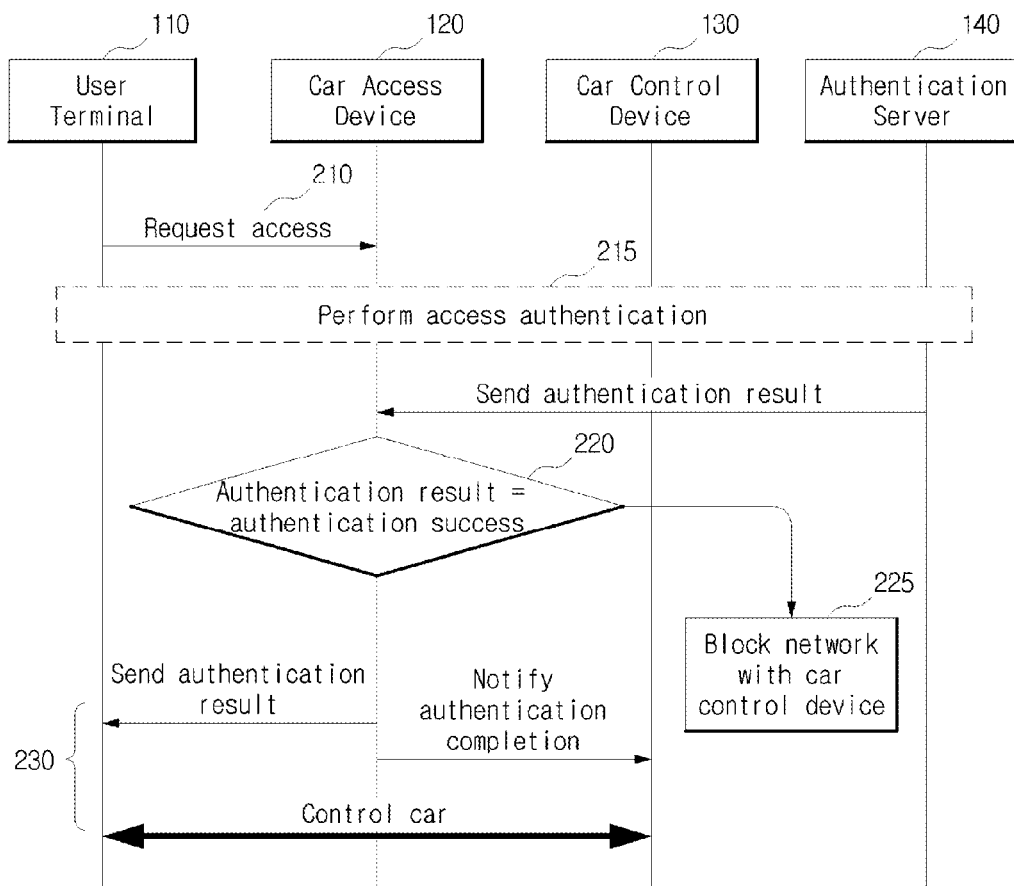 110
120
130
140
User
Terminal
Car Access
Device
Car Control
Device
Authentication
Server
210
Request access
215
Perform access authentication
Send authentication result
220
Authentication result =
authentication success
225
Block network
with car
control device
Send authentication
result
Notify
authentication
completion
230
Control car